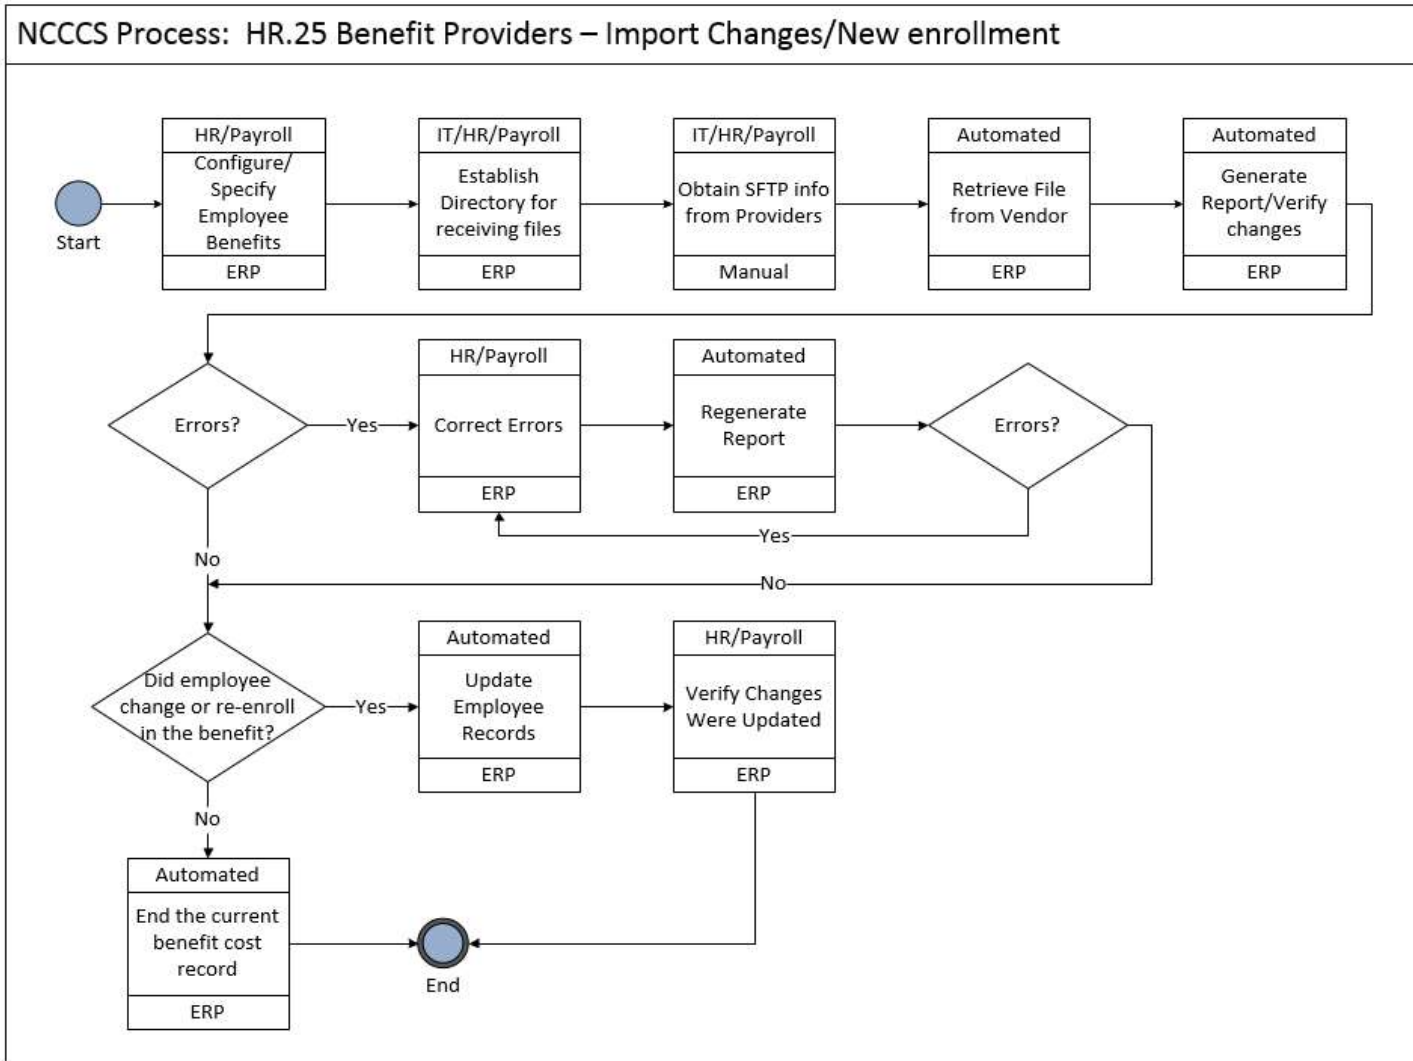 NCCCS Process:  HR.25 Benefit Providers – Import Changes/New enrollment
Start
HR/Payroll
Configure/
Specify
Employee
Benefits
ERP
IT/HR/Payroll
Establish
Directory for
receiving files
ERP
IT/HR/Payroll
Obtain SFTP info
from Providers
Manual
Automated
Retrieve File
from Vendor
ERP
Automated
Generate
Report/Verify
changes
ERP
Errors?
Yes
HR/Payroll
Correct Errors
ERP
Automated
Regenerate
Report
ERP
Errors?
Yes
No
No
Did employee
change or re-enroll
in the benefit?
Yes
Automated
Update
Employee
Records
ERP
HR/Payroll
Verify Changes
Were Updated
ERP
No
Automated
End the current
benefit cost
record
ERP
End